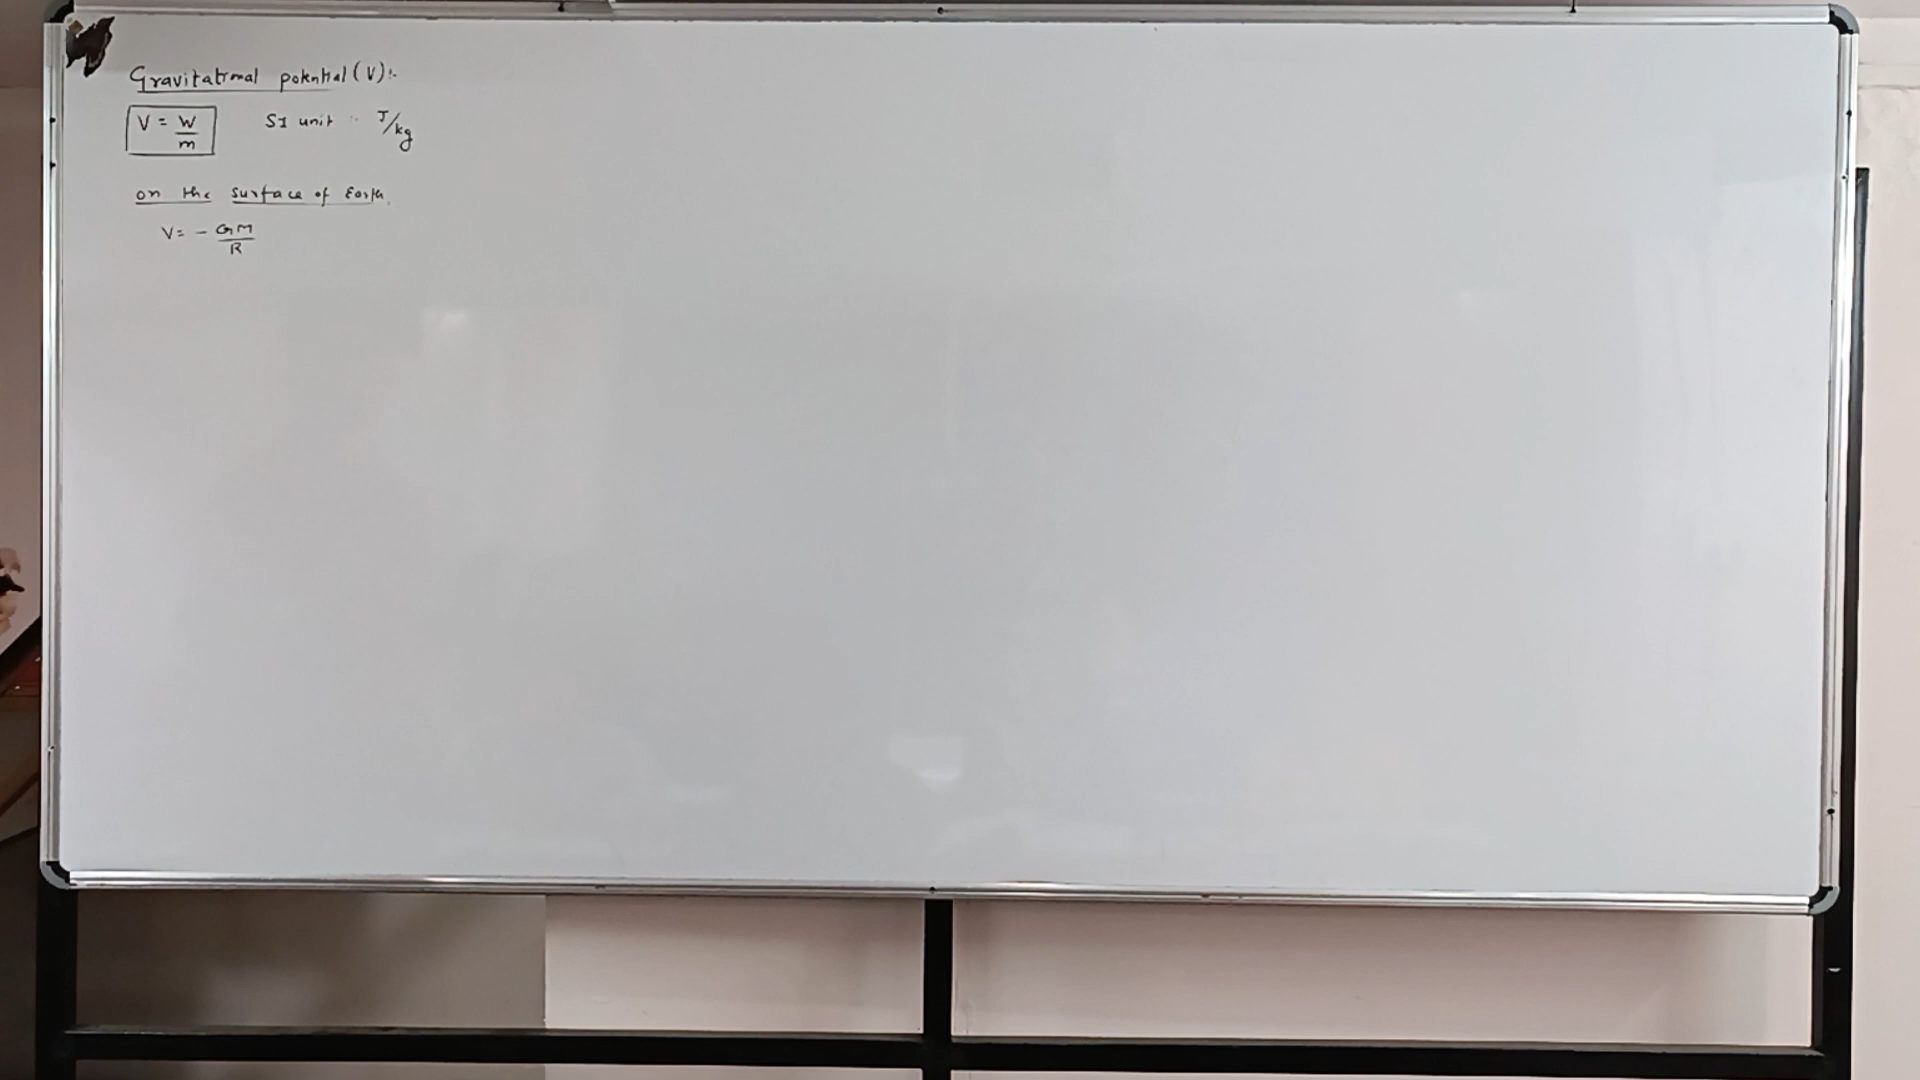 Gravitational potential (V):-
V = W/m SI unit :- J/kg
on the surface of Earth,
V = - GM/R